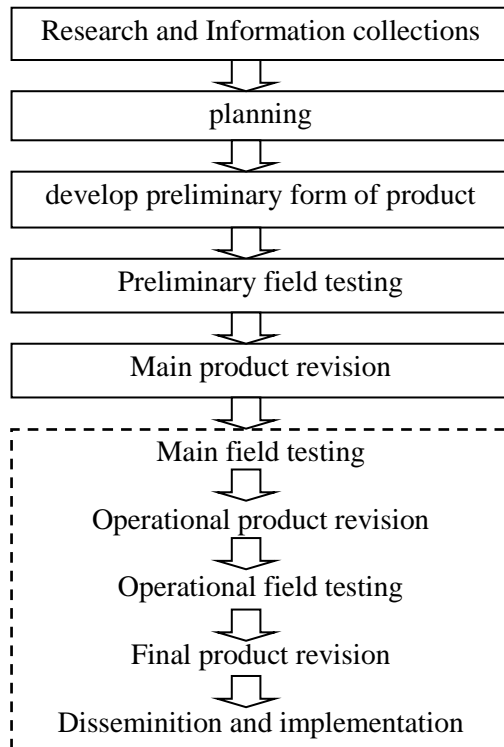 Research and Information collections
planning
develop preliminary form of product
Preliminary field testing
Main product revision
Main field testing
Operational product revision
Operational field testing
Final product revision
Disseminition and implementation